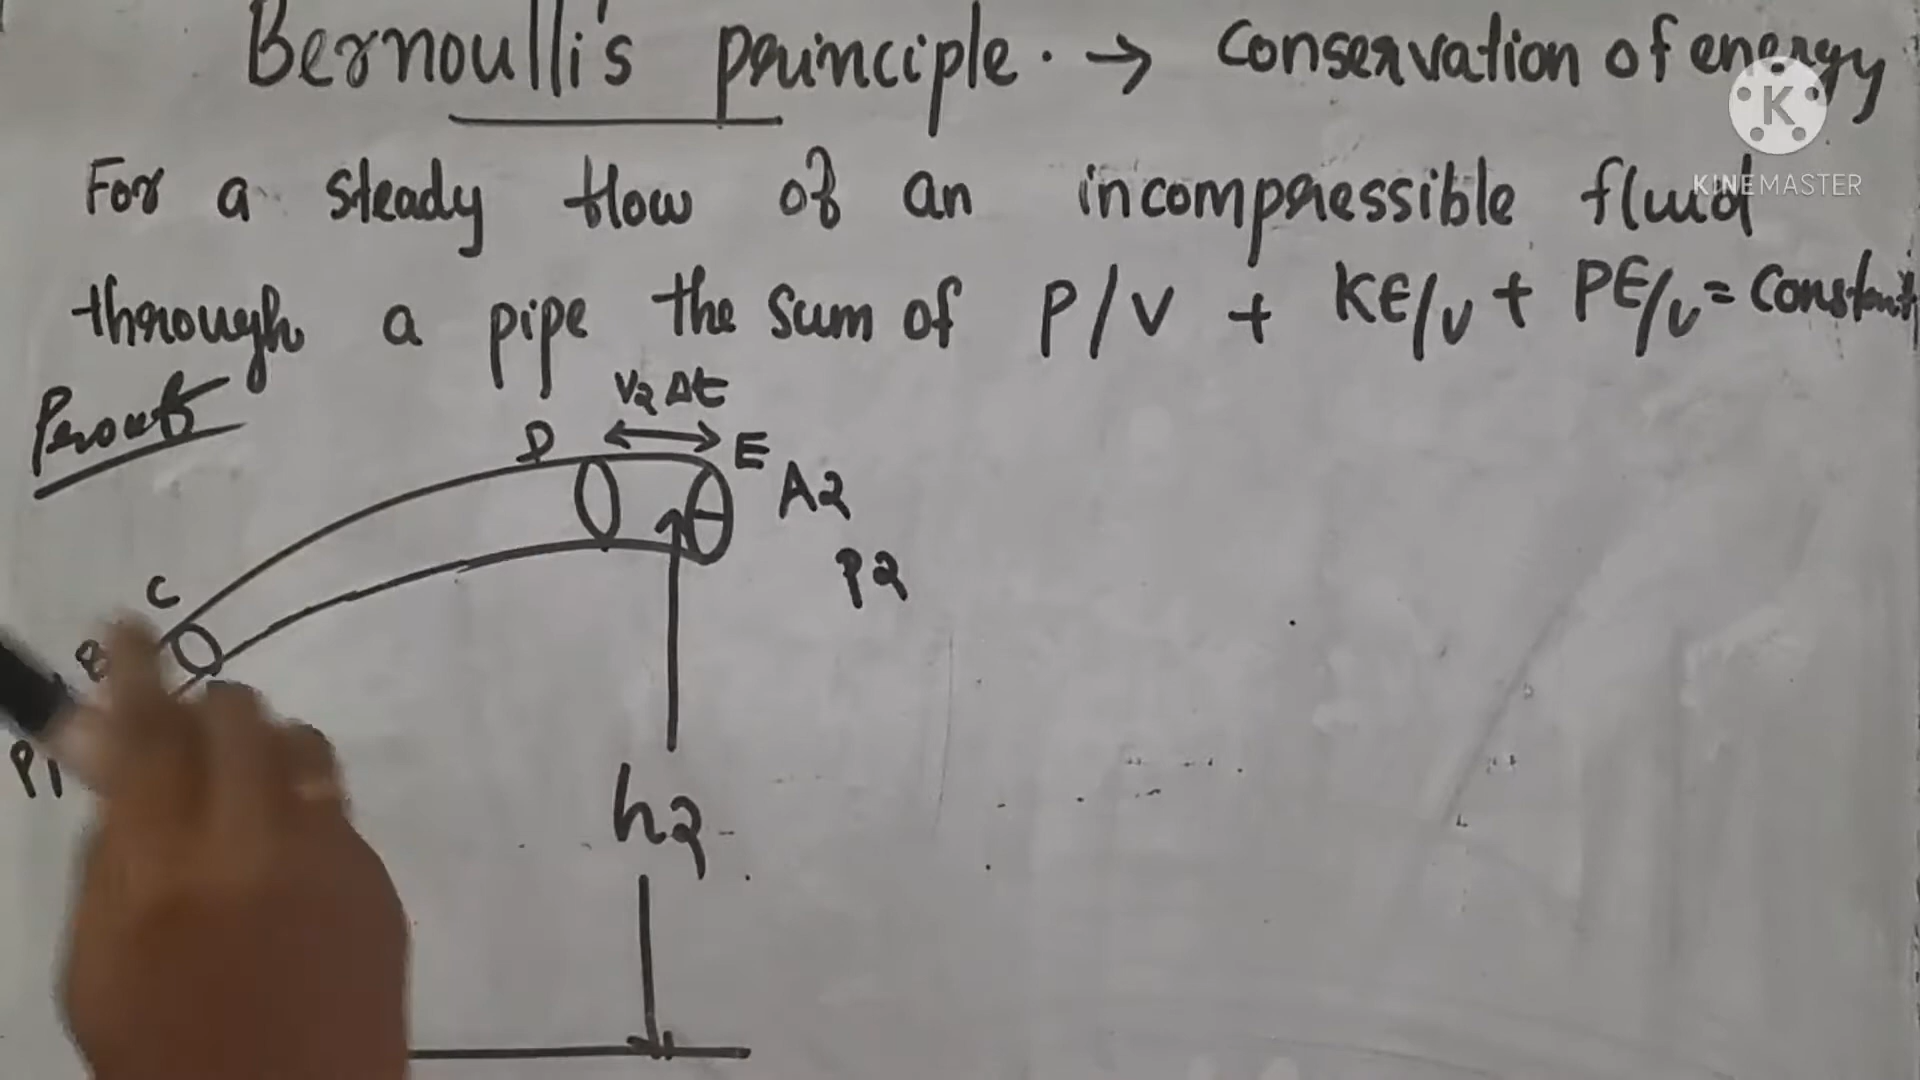 Bernoulli's principle. → Conservation of energy
K
KINEMASTER
For a steady flow of an incompressible fluid
through a pipe the sum of P/V + KE/V + PE/V = Constant
Proof
V2 Δt
D
E
A2
P2
C
B
P1
h2